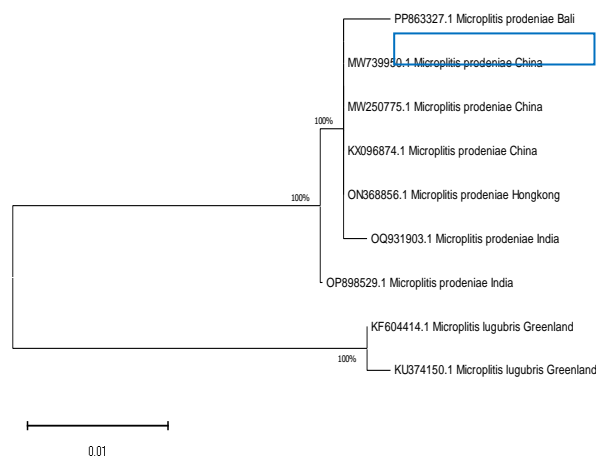 PP863327.1 Microplitis prodeniae Bali
MW739950.1 Microplitis prodeniae China
MW250775.1 Microplitis prodeniae China
100%
KX096874.1 Microplitis prodeniae China
100%
ON368856.1 Microplitis prodeniae Hongkong
OQ931903.1 Microplitis prodeniae India
OP898529.1 Microplitis prodeniae India
KF604414.1 Microplitis lugubris Greenland
100%
KU374150.1 Microplitis lugubris Greenland
0.01